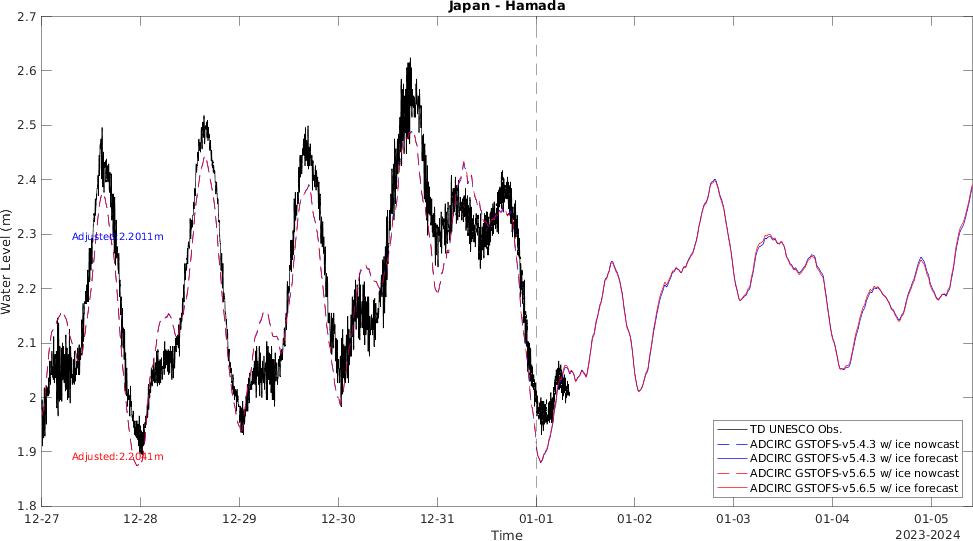 Japan - Hamada
2.7
2.6
2.5
2.4
2.3
2.2
2.1
2
1.9
1.8
Water Level (m)
Adjusted:2.2011m
Adjusted:2.2041m
TD UNESCO Obs.
ADCIRC GSTOFS-v5.4.3 w/ ice nowcast
ADCIRC GSTOFS-v5.4.3 w/ ice forecast
ADCIRC GSTOFS-v5.6.5 w/ ice nowcast
ADCIRC GSTOFS-v5.6.5 w/ ice forecast
12-27 12-28 12-29 12-30 12-31 01-01 01-02 01-03 01-04 01-05
Time
2023-2024